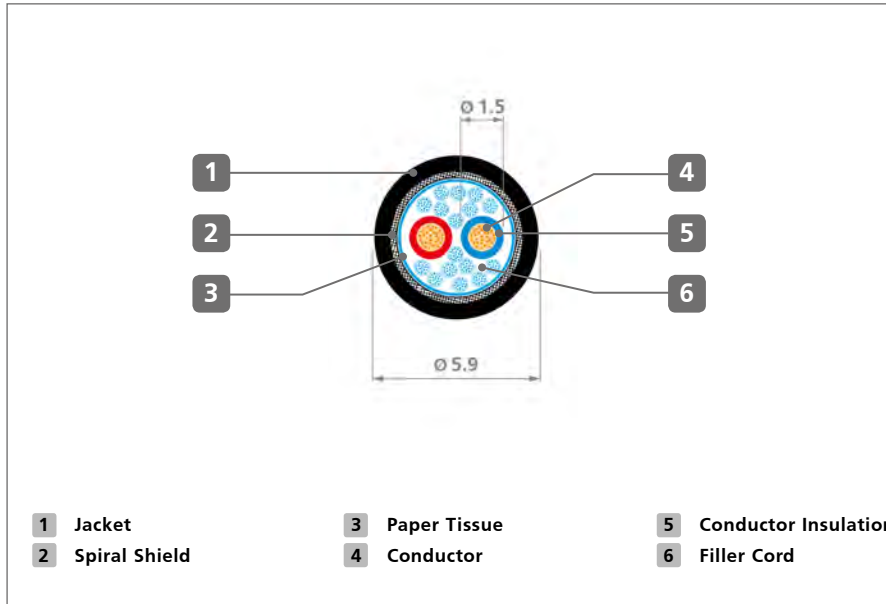 Ø 1.5
1
4
2
5
3
6
Ø 5.9
1 Jacket
3 Paper Tissue
5 Conductor Insulation
2 Spiral Shield
4 Conductor
6 Filler Cord